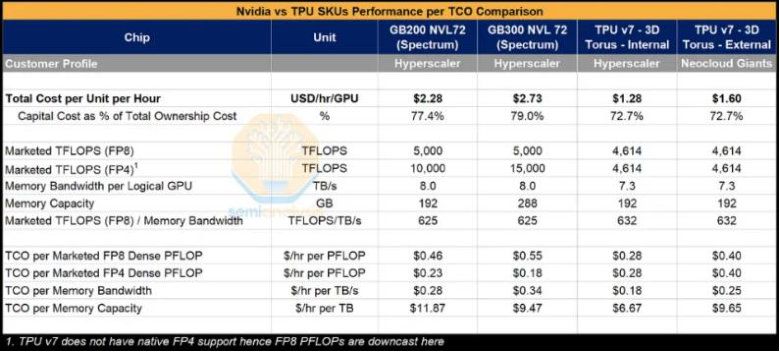 Nvidia vs TPU SKUs Performance per TCO Comparison
Chip Unit GB200 NVL72 (Spectrum) GB300 NVL 72 (Spectrum) TPU v7 - 3D Torus - Internal TPU v7 - 3D Torus - External
Customer Profile Hyperscaler Hyperscaler Hyperscaler Neocloud Giants
Total Cost per Unit per Hour USD/hr/GPU $2.28 $2.73 $1.28 $1.60
Capital Cost as % of Total Ownership Cost % 77.4% 79.0% 72.7% 72.7%
Marketed TFLOPS (FP8) TFLOPS 5,000 5,000 4,614 4,614
Marketed TFLOPS (FP4)¹ TFLOPS 10,000 15,000 4,614 4,614
Memory Bandwidth per Logical GPU TB/s 8.0 8.0 7.3 7.3
Memory Capacity GB 192 288 192 192
Marketed TFLOPS (FP8) / Memory Bandwidth TFLOPS/TB/s 625 625 632 632
TCO per Marketed FP8 Dense PFLOP $/hr per PFLOP $0.46 $0.55 $0.28 $0.40
TCO per Marketed FP4 Dense PFLOP $/hr per PFLOP $0.23 $0.18 $0.28 $0.40
TCO per Memory Bandwidth $/hr per TB/s $0.28 $0.34 $0.18 $0.25
TCO per Memory Capacity $/hr per TB $11.87 $9.47 $6.67 $9.65
1. TPU v7 does not have native FP4 support hence FP8 PFLOPs are downcast here